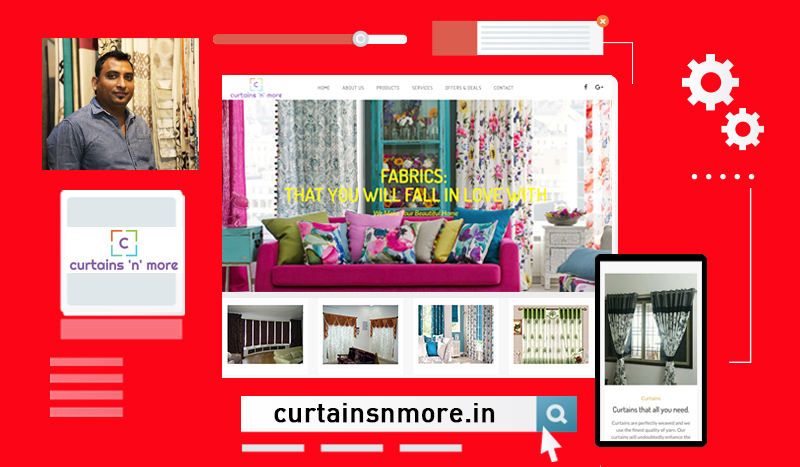 C
curtains 'n' more
HOME ABOUT US PRODUCTS SERVICES OFFERS & DEALS CONTACT
f G+
FABRICS:
THAT YOU WILL FALL IN LOVE WITH
We Make Your Beautiful Home
C
curtains 'n' more
Curtains
Curtains that all you need.
Curtains are perfectly weaved and we
use the finest quality of yarn. Our
curtains will undoubtedly enhance the
curtainsnmore.in